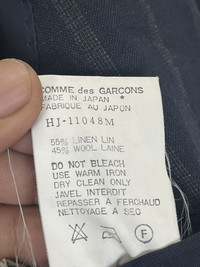 COMME des GARCONS
MADE IN JAPAN *
FABRIQUE AU JAPON
HJ-11048M
55% LINEN LIN
45% WOOL LAINE
DO NOT BLEACH
USE WARM IRON
DRY CLEAN ONLY
JAVEL INTERDIT
REPASSER A FERCHAUD
NETTOYAGE A SEC
F